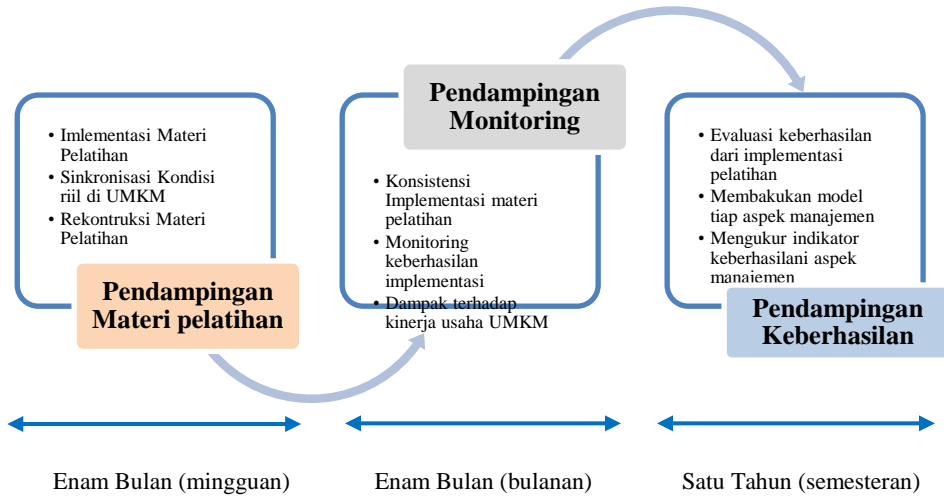 • Imlementasi Materi
Pelatihan
• Sinkronisasi Kondisi
riil di UMKM
• Rekontruksi Materi
Pelatihan
Pendampingan
Materi pelatihan
Pendampingan
Monitoring
• Konsistensi
Implementasi materi
pelatihan
• Monitoring
keberhasilan
implementasi
• Dampak terhadap
kinerja usaha UMKM
• Evaluasi keberhasilan
dari implementasi
pelatihan
• Membakukan model
tiap aspek manajemen
• Mengukur indikator
keberhasilani aspek
manajemen
Pendampingan
Keberhasilan
Enam Bulan (mingguan)
Enam Bulan (bulanan)
Satu Tahun (semesteran)